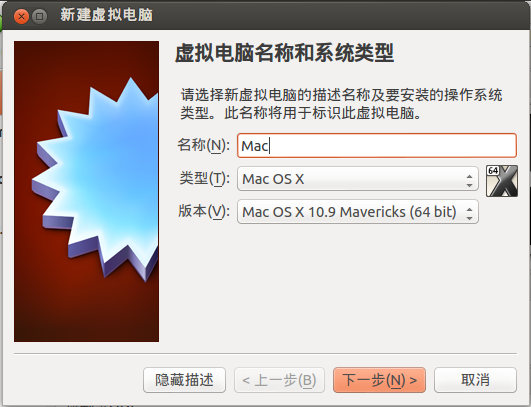 新建虚拟电脑
虚拟电脑名称和系统类型
请选择新虚拟电脑的描述名称及要安装的操作系统
类型。此名称将用于标识此虚拟电脑。
名称(N): Mac
类型(T): Mac OS X
64
X
版本(V): Mac OS X 10.9 Mavericks (64 bit)
隐藏描述 < 上一步(B) 下一步(N) > 取消